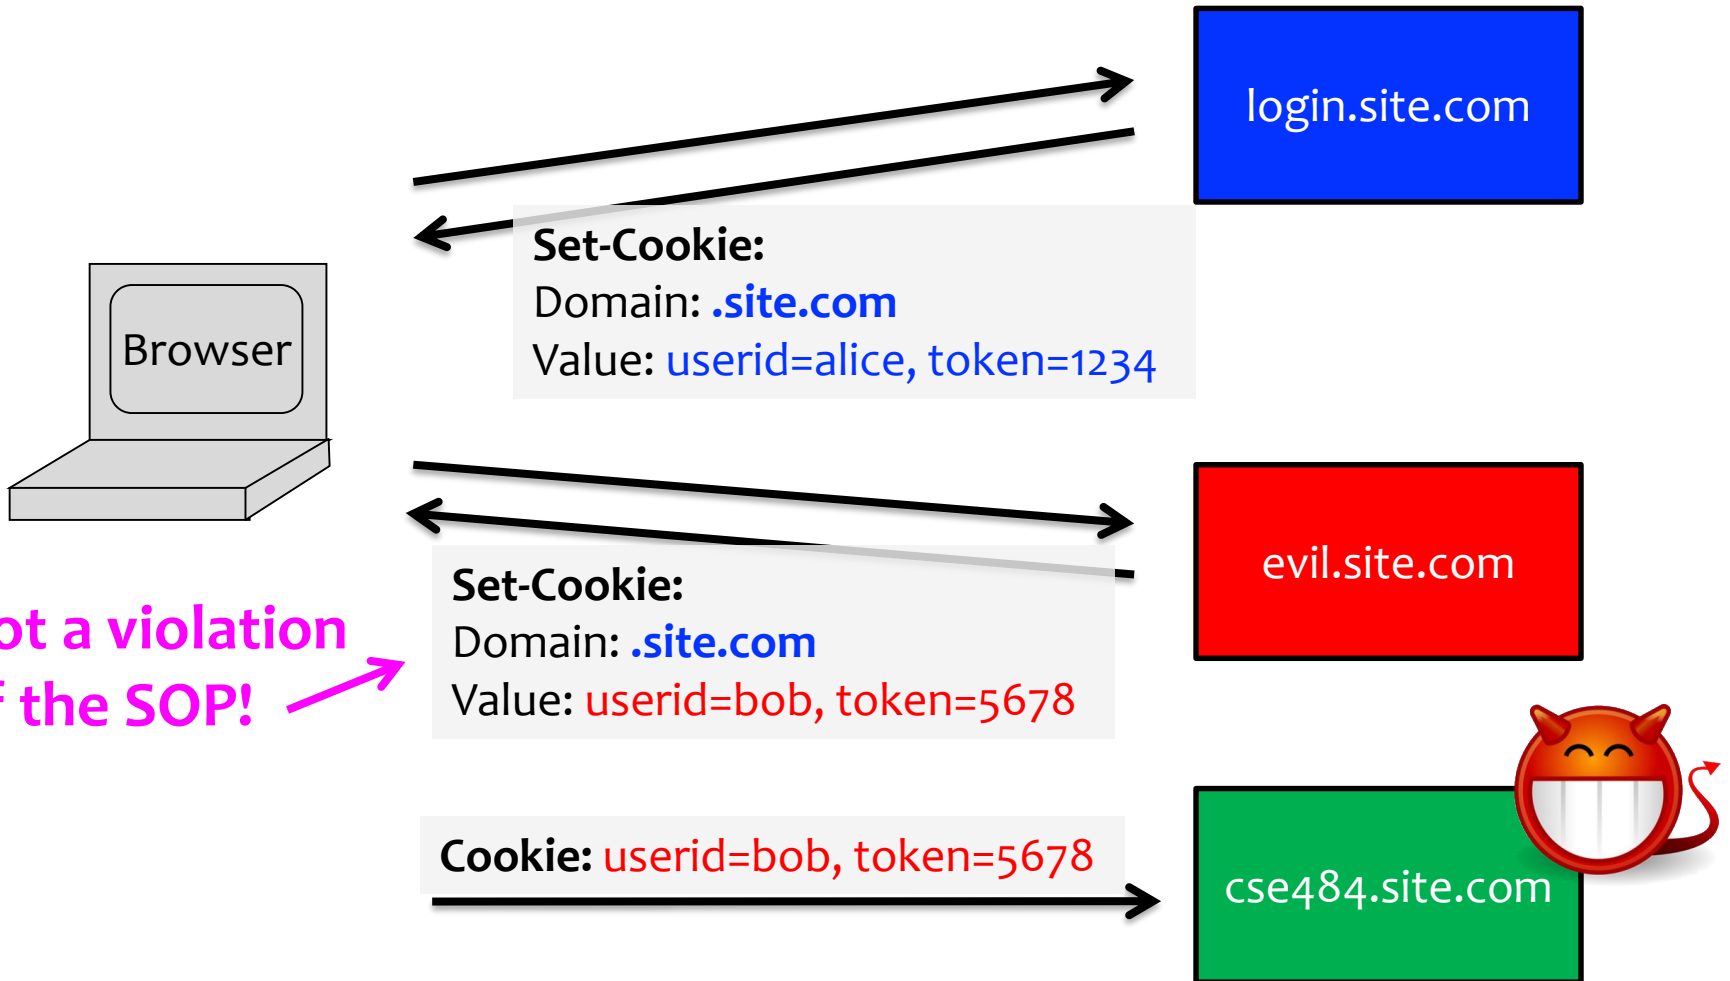 login.site.com
Set-Cookie:
Domain: .site.com
Value: userid=alice, token=1234
Browser
evil.site.com
Set-Cookie:
Domain: .site.com
Value: userid=bob, token=5678
ot a violation
f the SOP!
Cookie: userid=bob, token=5678
cse484.site.com